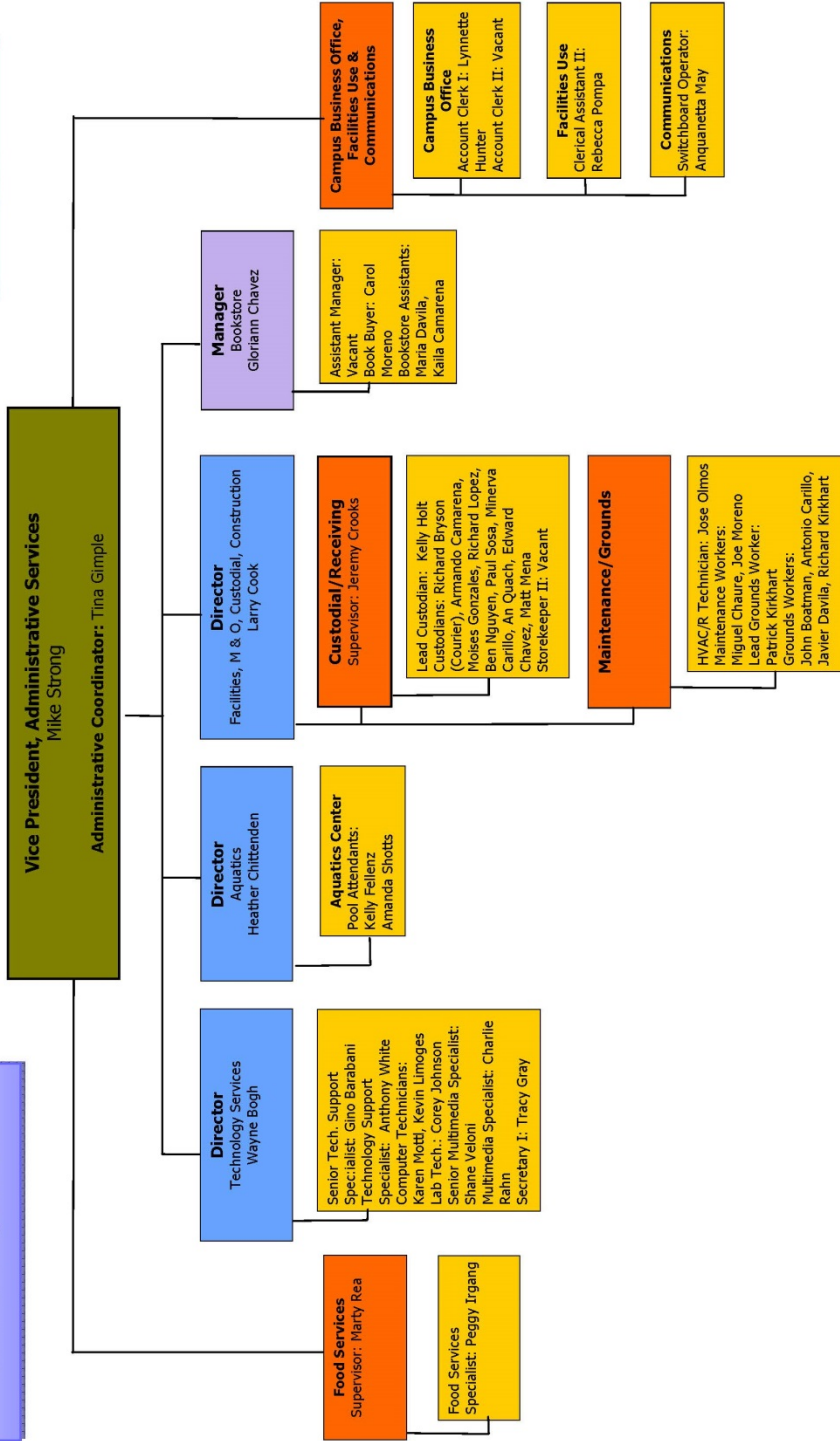 Vice President, Administrative Services
Mike Strong
Administrative Coordinator: Tina Gimple
Food Services
Supervisor: Marty Rea
Food Services
Specialist: Peggy Irgang
Director
Technology Services
Wayne Bogh
Senior Tech. Support
Spec:ialist: Gino Barabani
Technology Support
Specialist: Anthony White
Computer Technicians:
Karen Mottl, Kevin Limoges
Lab Tech.: Corey Johnson
Senior Multimedia Specialist:
Shane Veloni
Multimedia Specialist: Charlie
Rahn
Secretary I: Tracy Gray
Director
Aquatics
Heather Chittenden
Aquatics Center
Pool Attendants:
Kelly Fellenz
Amanda Shotts
Director
Facilities, M & O, Custodial, Construction
Larry Cook
Custodial/Receiving
Supervisor: Jeremy Crooks
Lead Custodian: Kelly Holt
Custodians: Richard Bryson
(Courier), Armando Camarena,
Moises Gonzales, Richard Lopez,
Ben Nguyen, Paul Sosa, Minerva
Carillo, An Quach, Edward
Chavez, Matt Mena
Storekeeper II: Vacant
Maintenance/Grounds
HVAC/R Technician: Jose Olmos
Maintenance Workers:
Miguel Chaure, Joe Moreno
Lead Grounds Worker:
Patrick Kirkhart
Grounds Workers:
John Boatman, Antonio Carillo,
Javier Davila, Richard Kirkhart
Manager
Bookstore
Gloriann Chavez
Assistant Manager:
Vacant
Book Buyer: Carol
Moreno
Bookstore Assistants:
Maria Davila,
Kaila Camarena
Campus Business Office,
Facilities Use &
Communications
Campus Business
Office
Account Clerk I: Lynnette
Hunter
Account Clerk II: Vacant
Facilities Use
Clerical Assistant II:
Rebecca Pompa
Communications
Switchboard Operator:
Anquanetta May